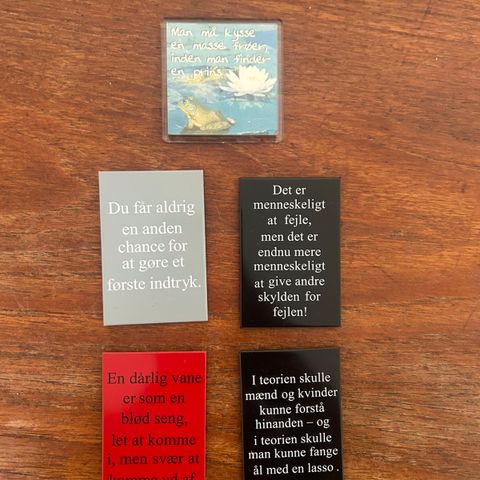 Man må kysse
en masse frøer,
inden man finder
en prins
Du får aldrig
en anden
chance for
at gøre et
første indtryk.
Det er
menneskeligt
at fejle,
men det er
endnu mere
menneskeligt
at give andre
skylden for
fejlen!
En dårlig vane
er som en
blød seng,
let at komme
i, men svær at
komme ud af.
I teorien skulle
mænd og kvinder
kunne forstå
hinanden – og
i teorien skulle
man kunne fange
ål med en lasso .